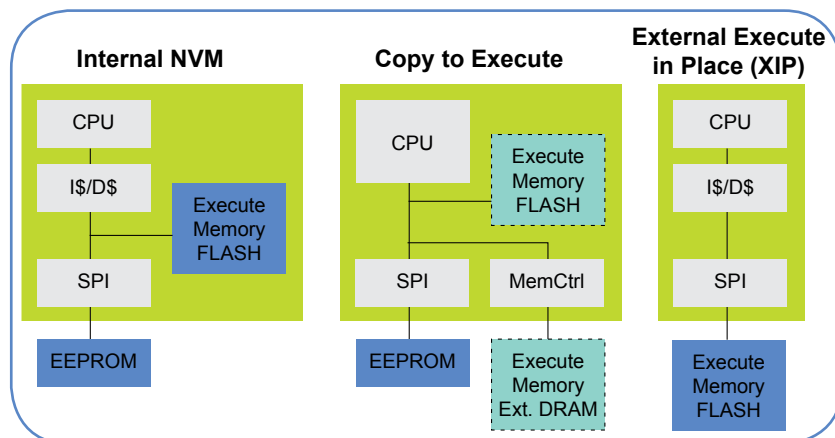 Internal NVM
CPU
I$/D$
Execute
Memory
FLASH
SPI
EEPROM
Copy to Execute
CPU
Execute
Memory
FLASH
SPI
MemCtrl
EEPROM
Execute
Memory
Ext. DRAM
External Execute
in Place (XIP)
CPU
I$/D$
SPI
Execute
Memory
FLASH